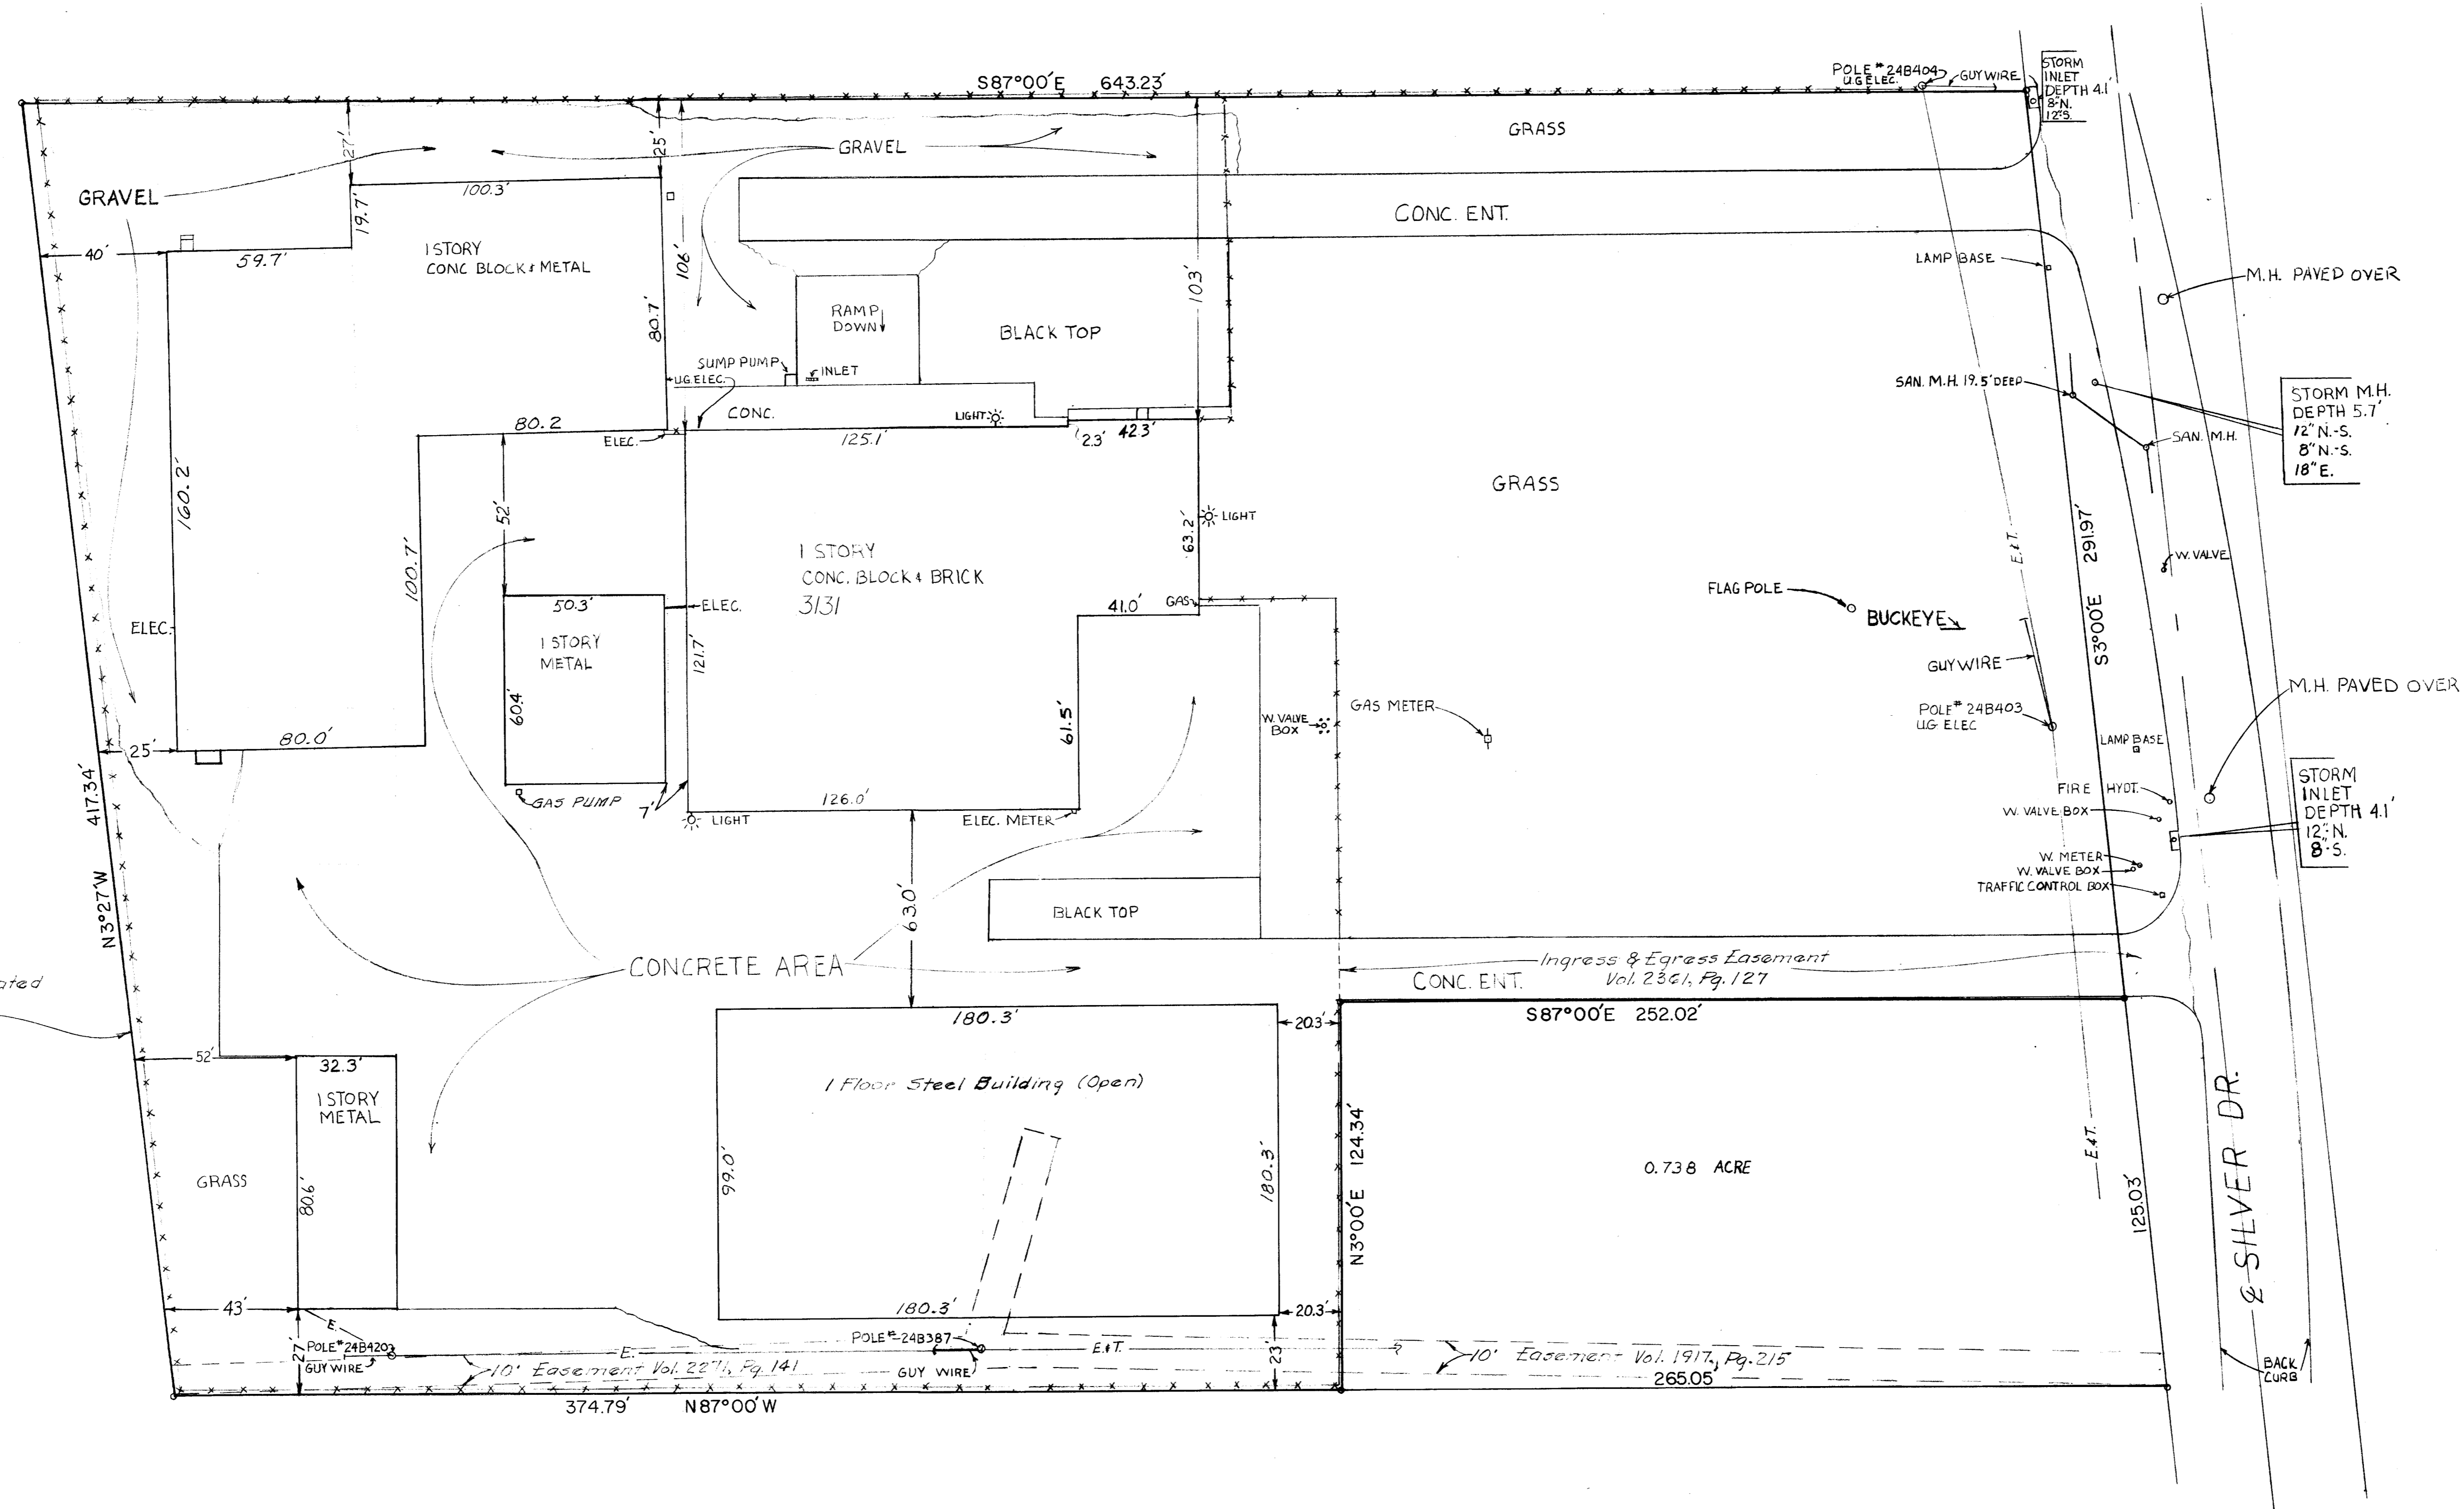 S87°00'E 643.23'
POLE # 24B404
U.G ELEC.
GUY WIRE
STORM
INLET
DEPTH 4.1'
8"-N.
12"-S.
GRASS
GRAVEL
27'
25'
GRAVEL
100.3'
19.7'
106'
103'
CONC. ENT.
40'
59.7'
1 STORY
CONC BLOCK & METAL
80.7'
RAMP
DOWN
BLACK TOP
LAMP BASE
M.H. PAVED OVER
SUMP PUMP
INLET
U.G ELEC.
CONC.
LIGHT
SAN. M.H. 19.5' DEEP
STORM M.H.
DEPTH 5.7'
12" N.-S.
8" N.-S.
18" E.
SAN. M.H.
80.2
ELEC.
125.1'
2.3'
42.3'
160.2'
52'
100.7'
GRASS
LIGHT
63.2'
E.&T.
291.97'
S3°00'E
W. VALVE
1 STORY
CONC. BLOCK & BRICK
3131
50.3'
ELEC.
41.0'
GAS
FLAG POLE
BUCKEYE
ELEC.
1 STORY
METAL
121.7'
60.4'
61.5'
W. VALVE
BOX
GAS METER
GUY WIRE
POLE # 24B403
U.G ELEC
LAMP BASE
M.H. PAVED OVER
25'
80.0'
GAS PUMP
7'
126.0'
LIGHT
ELEC. METER
FIRE HYDT.
W. VALVE BOX
STORM
INLET
DEPTH 4.1'
12"-N.
8"-S.
W. METER
W. VALVE BOX
TRAFFIC CONTROL BOX
417.34'
N3°27'W
63.0'
BLACK TOP
CONCRETE AREA
Ingress & Egress Easement
Vol. 2361, Pg. 127
CONC. ENT.
S87°00'E 252.02'
180.3'
20.3'
52'
32.3'
1 STORY
METAL
1 Floor Steel Building (Open)
99.0'
180.3'
N3°00'E 124.34'
0.738 ACRE
E.&T.
125.03'
SILVER DR.
GRASS
80.6'
43'
180.3'
20.3'
E.
27'
POLE # 24B4203
GUY WIRE
E.
POLE # 24B387
GUY WIRE
E.&T.
23'
10' Easement Vol. 2271, Pg. 141
10' Easement Vol. 1917, Pg. 215
265.05'
BACK
CURB
374.79' N87°00'W